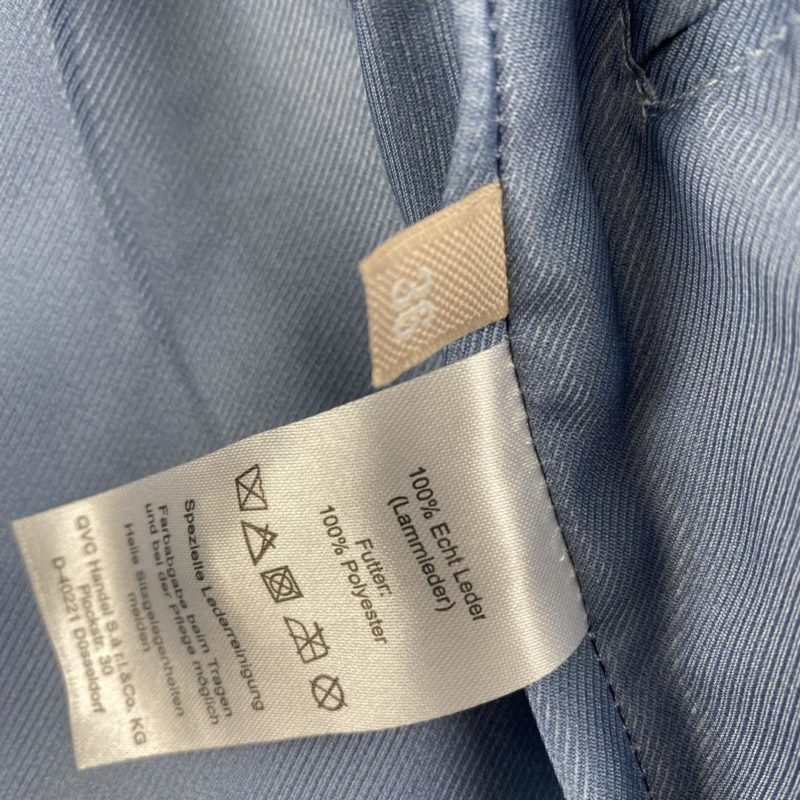 36
100% Echt Leder
(Lammleder)
Futter:
100% Polyester
Spezielle Lederreinigung
Farbabgabe beim Tragen
und bei der Pflege möglich
Helle Sitzgelegenheiten
meiden
QVC Handel S.à r.l.&Co. KG
Plockstr. 30
D-40221 Düsseldorf